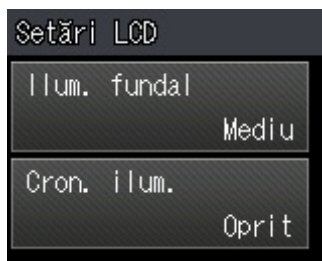 Setări LCD
Ilum. fundal
Mediu
Cron. ilum.
Oprit